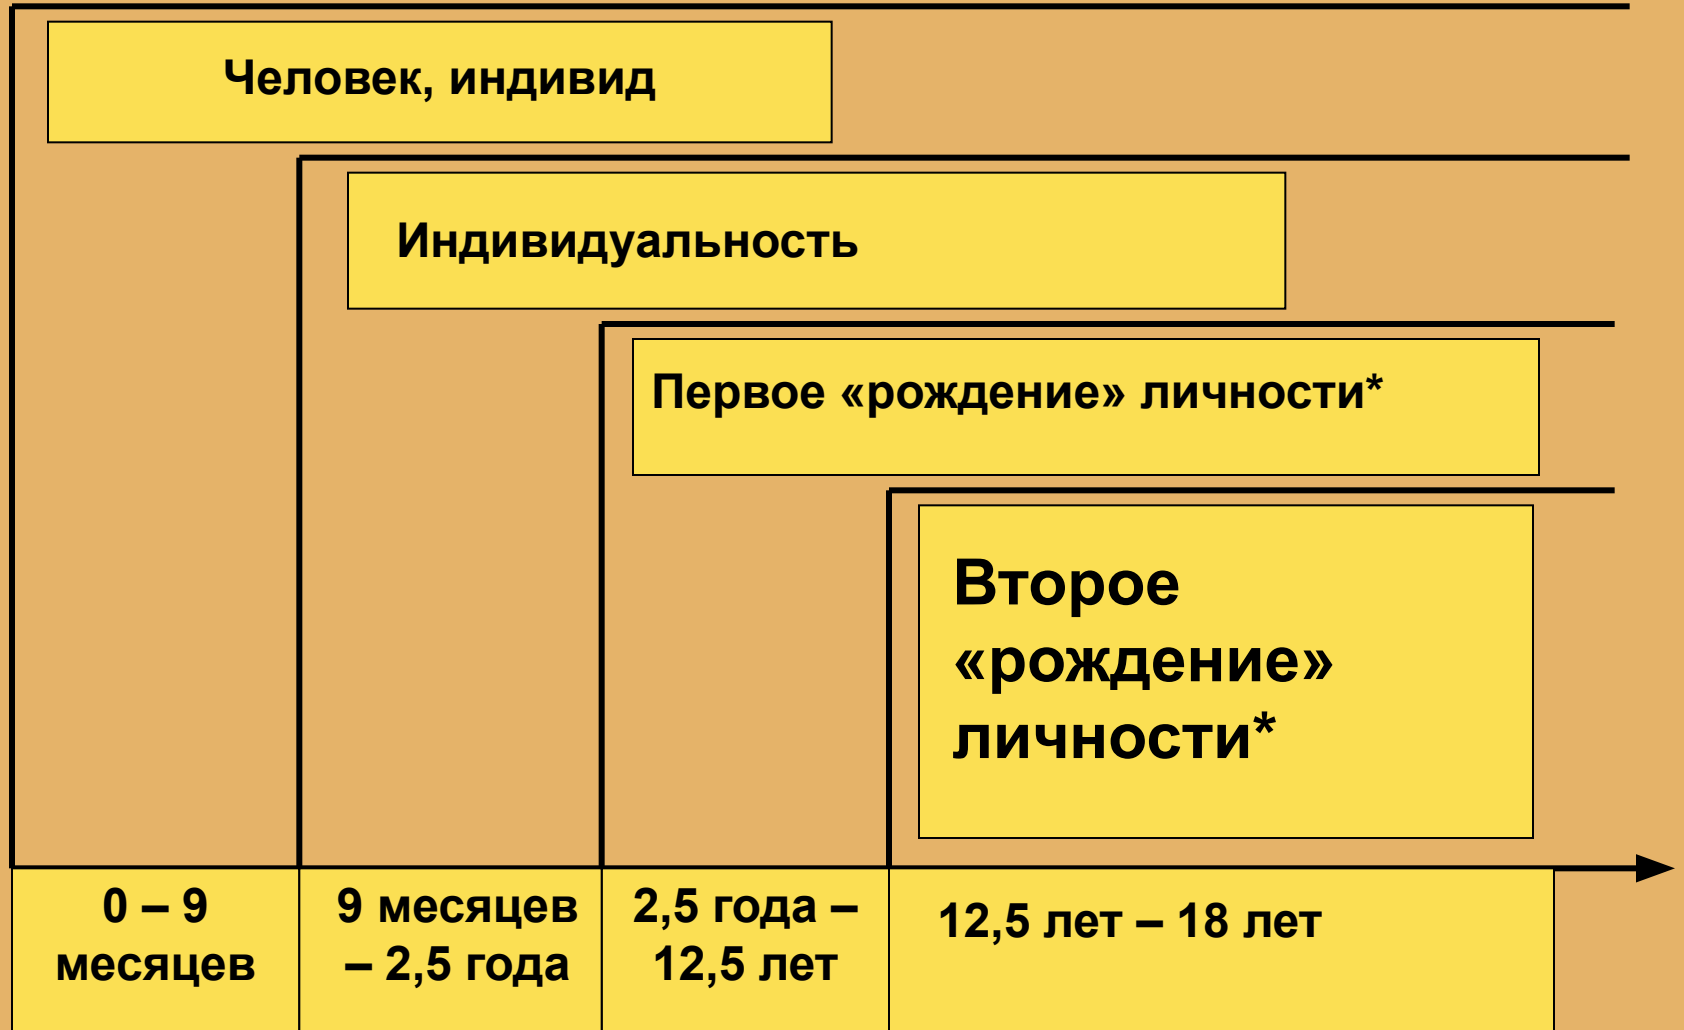 Человек, индивид
Индивидуальность
Первое «рождение» личности*
Второе
«рождение»
личности*
0 – 9
месяцев
9 месяцев
– 2,5 года
2,5 года –
12,5 лет
12,5 лет – 18 лет